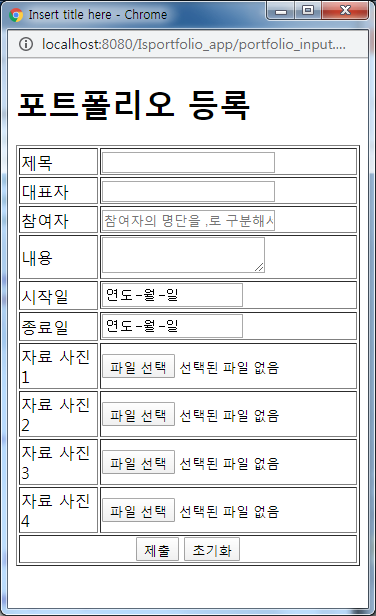 Insert title here - Chrome
localhost:8080/Isportfolio_app/portfolio_input....
포트폴리오 등록
제목
대표자
참여자 참여자의 명단을 ,로 구분해서
내용
시작일 연도-월-일
종료일 연도-월-일
자료 사진
1 파일 선택 선택된 파일 없음
자료 사진
2 파일 선택 선택된 파일 없음
자료 사진
3 파일 선택 선택된 파일 없음
자료 사진
4 파일 선택 선택된 파일 없음
제출 초기화